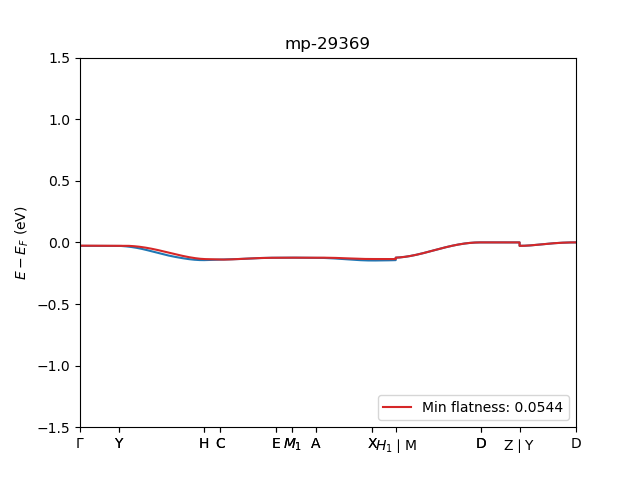 mp-29369
E − E_F (eV)
1.5
1.0
0.5
0.0
−0.5
−1.0
−1.5
Min flatness: 0.0544
Γ Y H C E M₁ A X H₁ | M D Z | Y D